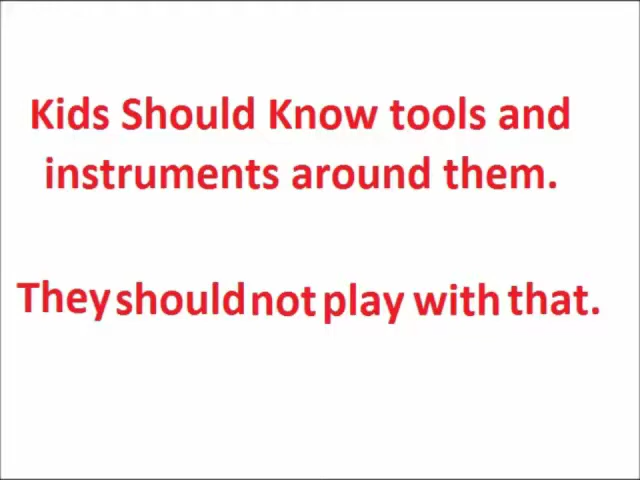 Kids Should Know tools and
instruments around them.
They should not play with that.